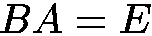 BA = E